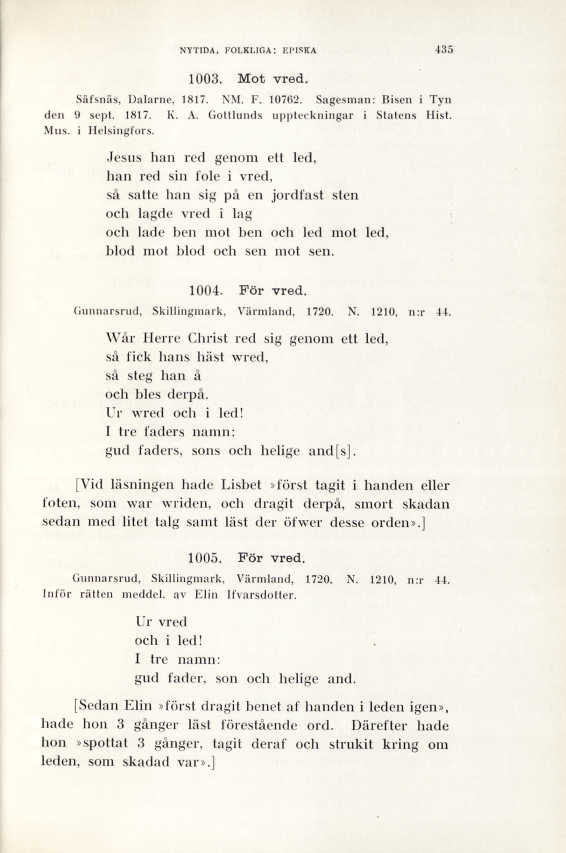 NYTIDA, FOLKLIGA: EPISKA 435
1003. Mot vred.
Säfsnäs, Dalarne, 1817. NM. F. 10762. Sagesman: Bisen i Tyn
den 9 sept. 1817. K. A. Gottlunds uppteckningar i Statens Hist.
Mus. i Helsingfors.
Jesus han red genom ett led,
han red sin fole i vred,
så satte han sig på en jordfast sten
och lagde vred i lag
och lade ben mot ben och led mot led,
blod mot blod och sen mot sen.
1004. För vred.
Gunnarsrud, Skillingmark, Värmland, 1720. N. 1210, n:r 44.
Wår Herre Christ red sig genom ett led,
så fick hans häst wred,
så steg han å
och bles derpå.
Ur wred och i led!
I tre faders namn:
gud faders, sons och helige and[s].
[Vid läsningen hade Lisbet »först tagit i handen eller
foten, som war wriden, och dragit derpå, smort skadan
sedan med litet talg samt läst der öfwer desse orden».]
1005. För vred.
Gunnarsrud, Skillingmark, Värmland, 1720. N. 1210, n:r 44.
Inför rätten meddel. av Elin Ifvarsdotter.
Ur vred
och i led!
I tre namn:
gud fader, son och helige and.
[Sedan Elin »först dragit benet af handen i leden igen»,
hade hon 3 gånger läst förestående ord. Därefter hade
hon »spottat 3 gånger, tagit deraf och strukit kring om
leden, som skadad var».]